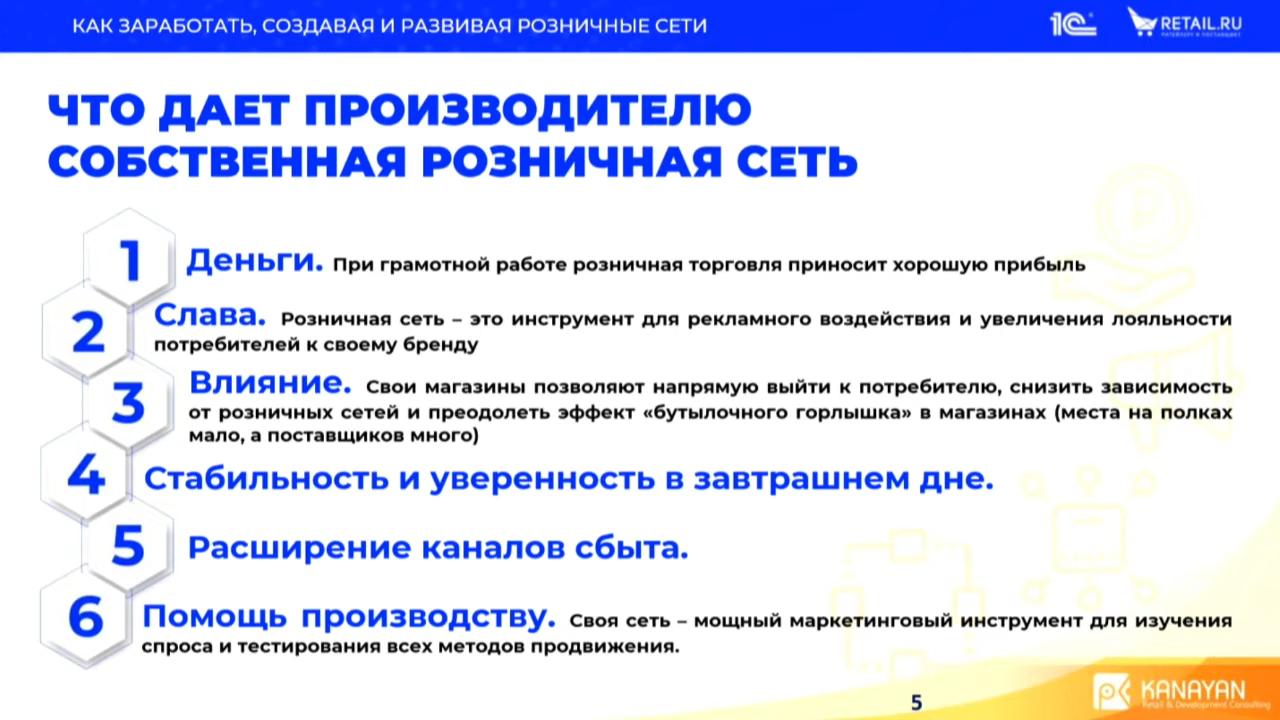 КАК ЗАРАБОТАТЬ, СОЗДАВАЯ И РАЗВИВАЯ РОЗНИЧНЫЕ СЕТИ
1С
RETAIL.RU
ЧТО ДАЕТ ПРОИЗВОДИТЕЛЮ
СОБСТВЕННАЯ РОЗНИЧНАЯ СЕТЬ
1 Деньги. При грамотной работе розничная торговля приносит хорошую прибыль
2 Слава. Розничная сеть – это инструмент для рекламного воздействия и увеличения лояльности
потребителей к своему бренду
3 Влияние. Свои магазины позволяют напрямую выйти к потребителю, снизить зависимость
от розничных сетей и преодолеть эффект «бутылочного горлышка» в магазинах (места на полках
мало, а поставщиков много)
4 Стабильность и уверенность в завтрашнем дне.
5 Расширение каналов сбыта.
6 Помощь производству. Своя сеть – мощный маркетинговый инструмент для изучения
спроса и тестирования всех методов продвижения.
5
KANAYAN
Retail & Development Consulting